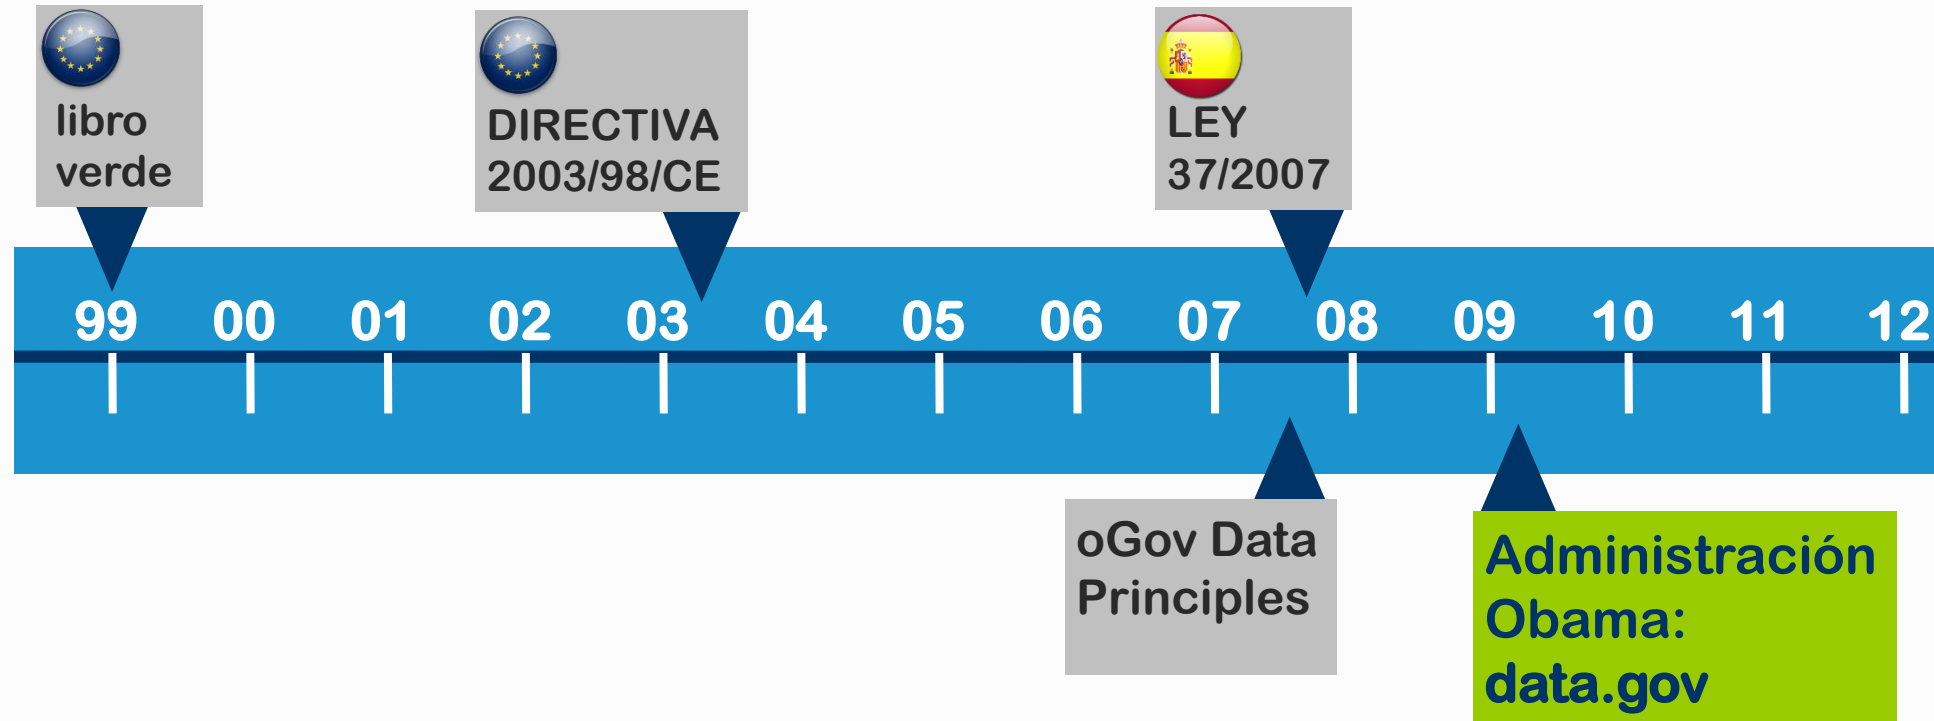 libro
verde
DIRECTIVA
2003/98/CE
LEY
37/2007
99 00 01 02 03 04 05 06 07 08 09 10 11 12
oGov Data
Principles
Administración
Obama:
data.gov